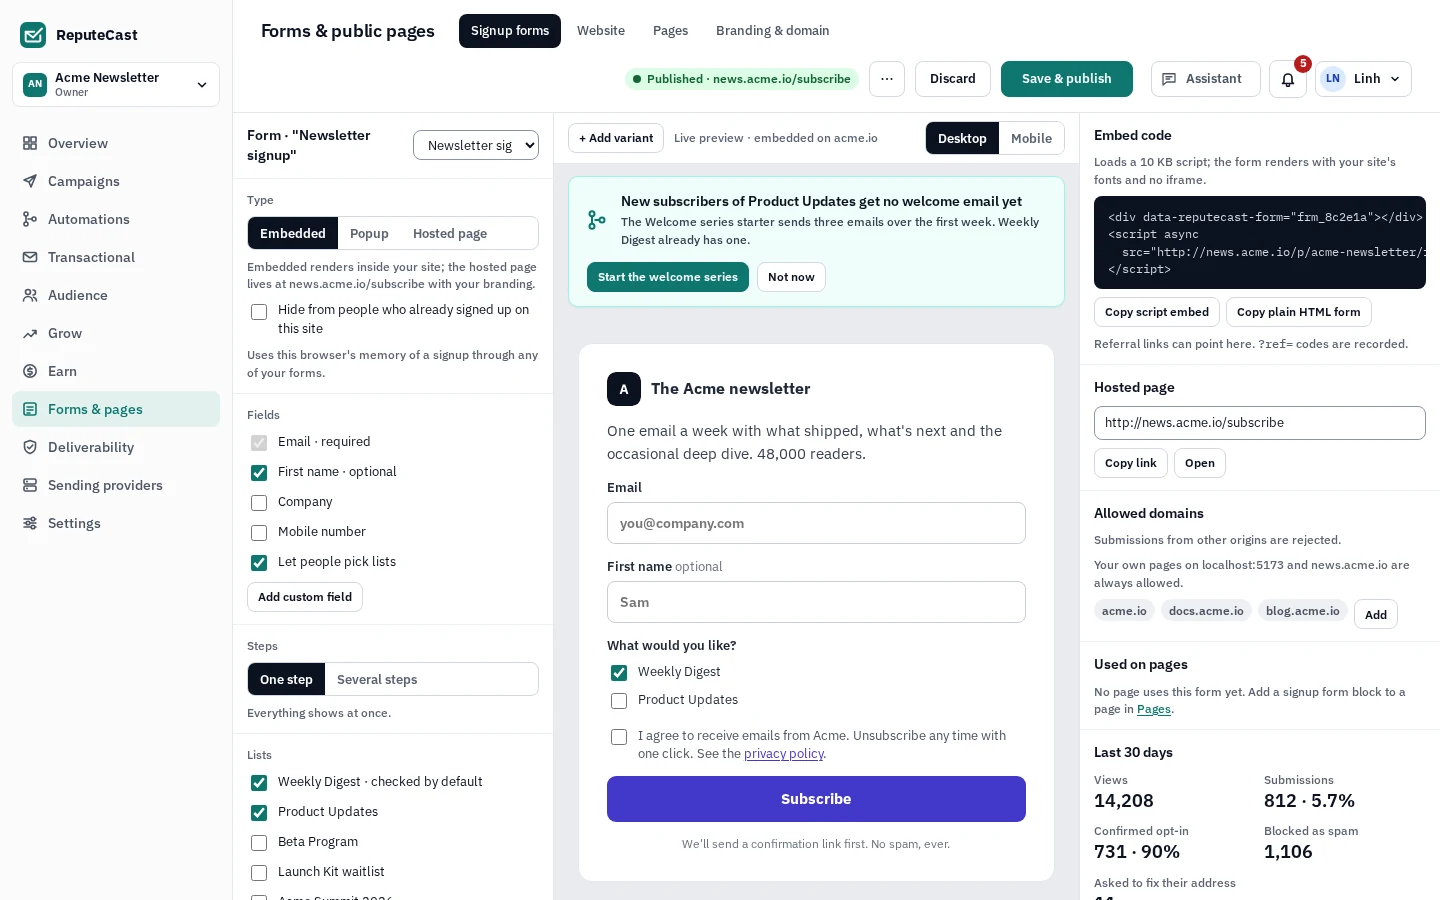 ReputeCast
AN
Acme Newsletter
Owner
Overview
Campaigns
Automations
Transactional
Audience
Grow
Earn
Forms & pages
Deliverability
Sending providers
Settings
Forms & public pages
Signup forms
Website
Pages
Branding & domain
Published · news.acme.io/subscribe
Discard
Save & publish
Assistant
5
LN
Linh
Form · "Newsletter
signup"
Newsletter sig
Type
Embedded
Popup
Hosted page
Embedded renders inside your site; the hosted page
lives at news.acme.io/subscribe with your branding.
Hide from people who already signed up on
this site
Uses this browser's memory of a signup through any
of your forms.
Fields
Email · required
First name · optional
Company
Mobile number
Let people pick lists
Add custom field
Steps
One step
Several steps
Everything shows at once.
Lists
Weekly Digest · checked by default
Product Updates
Beta Program
Launch Kit waitlist
+ Add variant
Live preview · embedded on acme.io
Desktop
Mobile
New subscribers of Product Updates get no welcome email yet
The Welcome series starter sends three emails over the first week. Weekly
Digest already has one.
Start the welcome series
Not now
A
The Acme newsletter
One email a week with what shipped, what's next and the
occasional deep dive. 48,000 readers.
Email
you@company.com
First name optional
Sam
What would you like?
Weekly Digest
Product Updates
I agree to receive emails from Acme. Unsubscribe any time with
one click. See the privacy policy.
Subscribe
We'll send a confirmation link first. No spam, ever.
Embed code
Loads a 10 KB script; the form renders with your site's
fonts and no iframe.
<div data-reputecast-form="frm_8c2e1a"></div>
<script async
src="http://news.acme.io/p/acme-newsletter/
</script>
Copy script embed
Copy plain HTML form
Referral links can point here. ?ref= codes are recorded.
Hosted page
http://news.acme.io/subscribe
Copy link
Open
Allowed domains
Submissions from other origins are rejected.
Your own pages on localhost:5173 and news.acme.io are
always allowed.
acme.io
docs.acme.io
blog.acme.io
Add
Used on pages
No page uses this form yet. Add a signup form block to a
page in Pages.
Last 30 days
Views
14,208
Submissions
812 · 5.7%
Confirmed opt-in
731 · 90%
Blocked as spam
1,106
Asked to fix their address